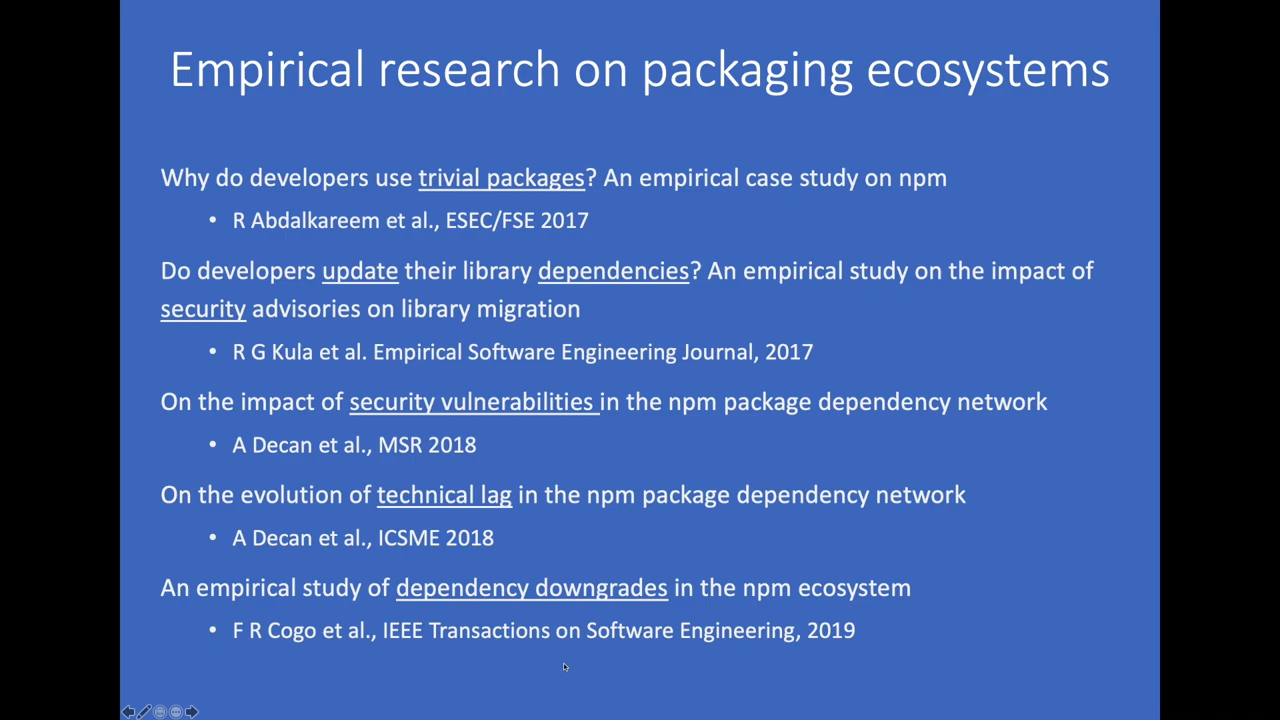 Empirical research on packaging ecosystems
Why do developers use trivial packages? An empirical case study on npm
• R Abdalkareem et al., ESEC/FSE 2017
Do developers update their library dependencies? An empirical study on the impact of
security advisories on library migration
• R G Kula et al. Empirical Software Engineering Journal, 2017
On the impact of security vulnerabilities in the npm package dependency network
• A Decan et al., MSR 2018
On the evolution of technical lag in the npm package dependency network
• A Decan et al., ICSME 2018
An empirical study of dependency downgrades in the npm ecosystem
• F R Cogo et al., IEEE Transactions on Software Engineering, 2019